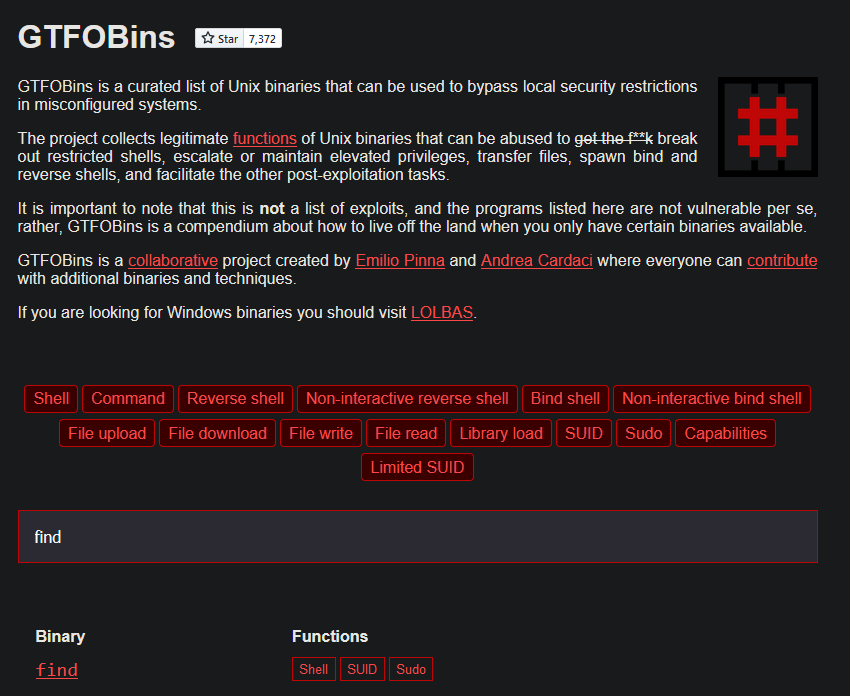 GTFOBins Star 7,372
GTFOBins is a curated list of Unix binaries that can be used to bypass local security restrictions
in misconfigured systems.
The project collects legitimate functions of Unix binaries that can be abused to get the f**k break
out restricted shells, escalate or maintain elevated privileges, transfer files, spawn bind and
reverse shells, and facilitate the other post-exploitation tasks.
It is important to note that this is not a list of exploits, and the programs listed here are not vulnerable per se,
rather, GTFOBins is a compendium about how to live off the land when you only have certain binaries available.
GTFOBins is a collaborative project created by Emilio Pinna and Andrea Cardaci where everyone can contribute
with additional binaries and techniques.
If you are looking for Windows binaries you should visit LOLBAS.
Shell Command Reverse shell Non-interactive reverse shell Bind shell Non-interactive bind shell
File upload File download File write File read Library load SUID Sudo Capabilities
Limited SUID
find
Binary Functions
find Shell SUID Sudo